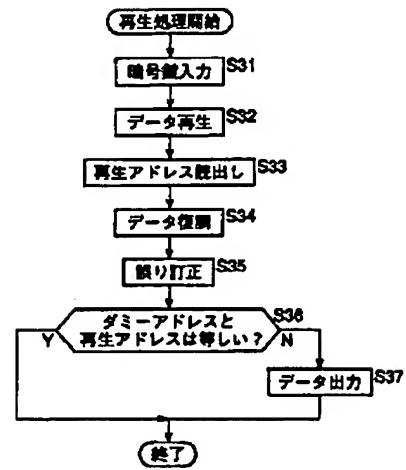 再生処理開始
暗号鍵入力 S31
データ再生 S32
再生アドレス読出し S33
データ復調 S34
誤り訂正 S35
ダミーアドレスと S36
再生アドレスは等しい?
Y N
データ出力 S37
終了